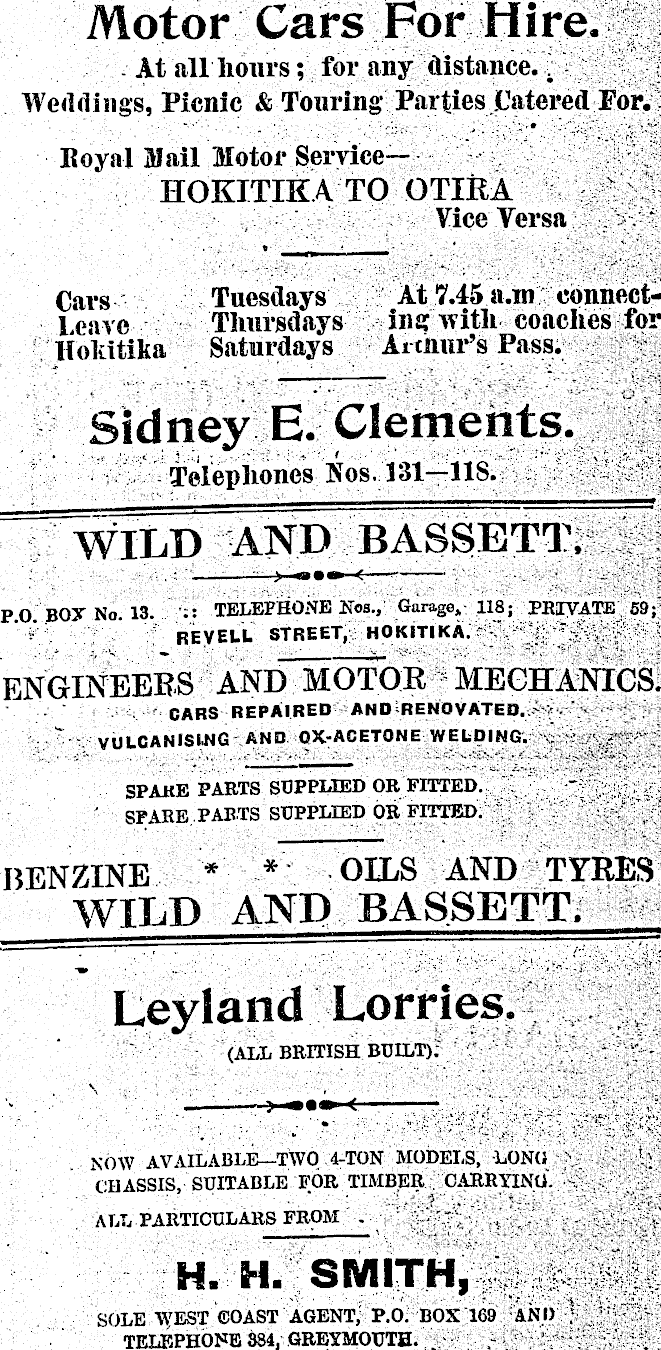 Motor Cars For Hire.
At all hours; for any distance.
Weddings, Picnic & Touring Parties Catered For.
Royal Mail Motor Service—
HOKITIKA TO OTIRA
Vice Versa
Cars Tuesdays At 7.45 a.m connect-
Leave Thursdays ing with coaches for
Hokitika Saturdays Arthur's Pass.
Sidney E. Clements.
Telephones Nos. 131—118.
WILD AND BASSETT.
P.O. BOX No. 13. :: TELEPHONE Nos., Garage, 118; PRIVATE 59;
REVELL STREET, HOKITIKA.
ENGINEERS AND MOTOR MECHANICS.
CARS REPAIRED AND RENOVATED.
VULCANISING AND OX-ACETONE WELDING.
SPARE PARTS SUPPLIED OR FITTED.
SPARE PARTS SUPPLIED OR FITTED.
BENZINE * * OILS AND TYRES
WILD AND BASSETT.
Leyland Lorries.
(ALL BRITISH BUILT).
NOW AVAILABLE—TWO 4-TON MODELS, LONG
CHASSIS, SUITABLE FOR TIMBER CARRYING.
ALL PARTICULARS FROM
H. H. SMITH,
SOLE WEST COAST AGENT, P.O. BOX 169 AND
TELEPHONE 384, GREYMOUTH.